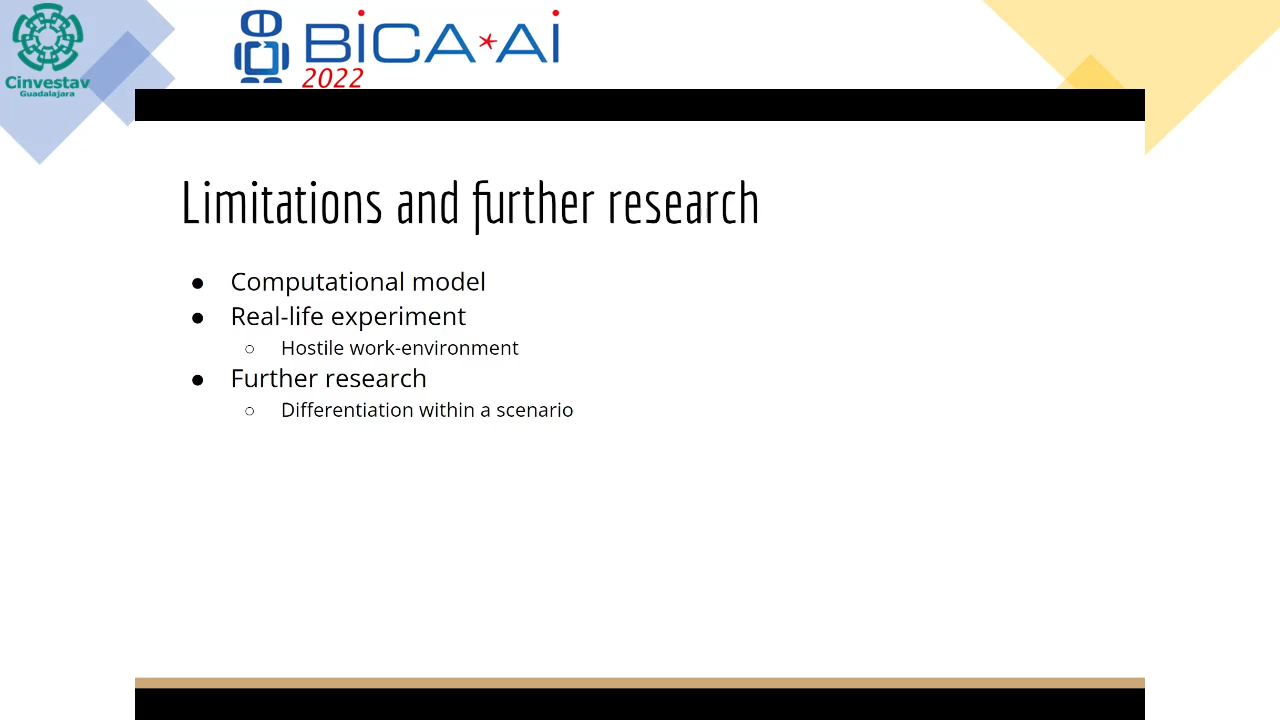 Cinvestav
Guadalajara
BiCA*Ai
2022
Limitations and further research
● Computational model
● Real-life experiment
○ Hostile work-environment
● Further research
○ Differentiation within a scenario